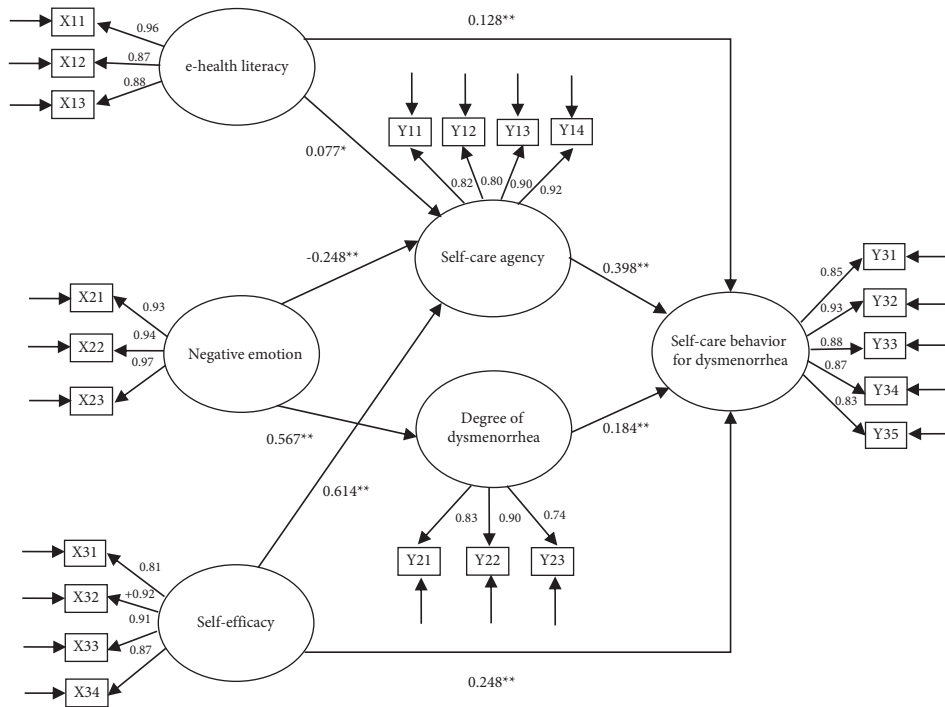 0.128**
X11
0.96
X12
0.87
X13
0.88
e-health literacy
0.077*
Y11
Y12
Y13
Y14
0.82
0.80
0.90
0.92
Self-care agency
-0.248**
0.398**
X21
0.93
X22
0.94
X23
0.97
Negative emotion
0.567**
0.614**
Degree of
dysmenorrhea
0.184**
0.83
0.90
0.74
Y21
Y22
Y23
Self-care behavior
for dysmenorrhea
0.85
Y31
0.93
Y32
0.88
Y33
0.87
Y34
0.83
Y35
X31
0.81
X32
+0.92
X33
0.91
X34
0.87
Self-efficacy
0.248**